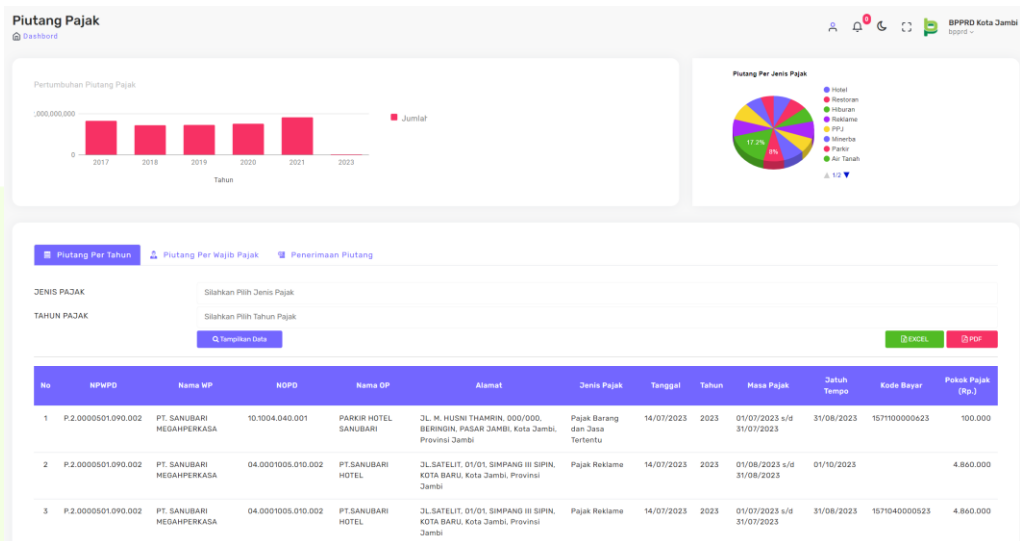 Piutang Pajak
Dashbord
0
BPPRD Kota Jambi
bpprd
Pertumbuhan Piutang Pajak
,000,000,000
0
2017 2018 2019 2020 2021 2023
Tahun
Jumlah
Piutang Per Jenis Pajak
17.2%
8%
Hotel
Restoran
Hiburan
Reklame
PPJ
Minerba
Parkir
Air Tanah
1/2
Piutang Per Tahun Piutang Per Wajib Pajak Penerimaan Piutang
JENIS PAJAK Silahkan Pilih Jenis Pajak
TAHUN PAJAK Silahkan Pilih Tahun Pajak
Tampilkan Data EXCEL PDF
No NPWPD Nama WP NOPD Nama OP Alamat Jenis Pajak Tanggal Tahun Masa Pajak Jatuh Tempo Kode Bayar Pokok Pajak (Rp.)
1 P.2.0000501.090.002 PT. SANUBARI 10.1004.040.001 PARKIR HOTEL JL. M. HUSNI THAMRIN, 000/000, Pajak Barang 14/07/2023 2023 01/07/2023 s/d 31/08/2023 1571100000623 100.000
MEGAHPERKASA SANUBARI BERINGIN, PASAR JAMBI, Kota Jambi, dan Jasa 31/07/2023
Provinsi Jambi Tertentu
2 P.2.0000501.090.002 PT. SANUBARI 04.0001005.010.002 PT.SANUBARI JL.SATELIT, 01/01, SIMPANG III SIPIN, Pajak Reklame 14/07/2023 2023 01/08/2023 s/d 01/10/2023 4.860.000
MEGAHPERKASA HOTEL KOTA BARU, Kota Jambi, Provinsi 31/08/2023
Jambi
3 P.2.0000501.090.002 PT. SANUBARI 04.0001005.010.002 PT.SANUBARI JL.SATELIT, 01/01, SIMPANG III SIPIN, Pajak Reklame 14/07/2023 2023 01/07/2023 s/d 31/08/2023 1571040000523 4.860.000
MEGAHPERKASA HOTEL KOTA BARU, Kota Jambi, Provinsi 31/07/2023
Jambi